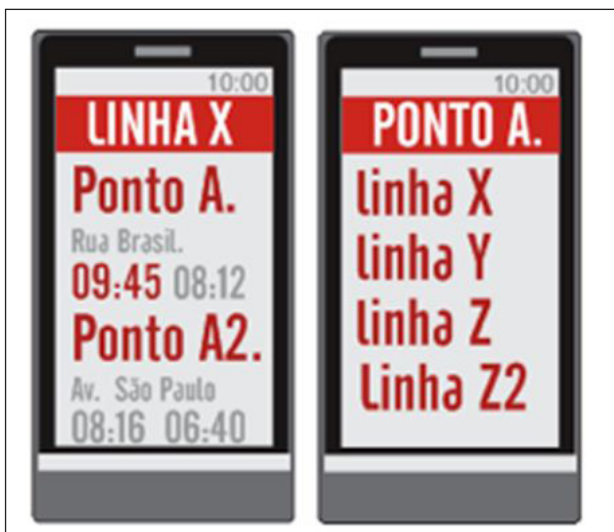 10:00
LINHA X
Ponto A.
Rua Brasil.
09:45 08:12
Ponto A2.
Av. São Paulo
08:16 06:40
10:00
PONTO A.
linha X
linha Y
linha Z
Linha Z2